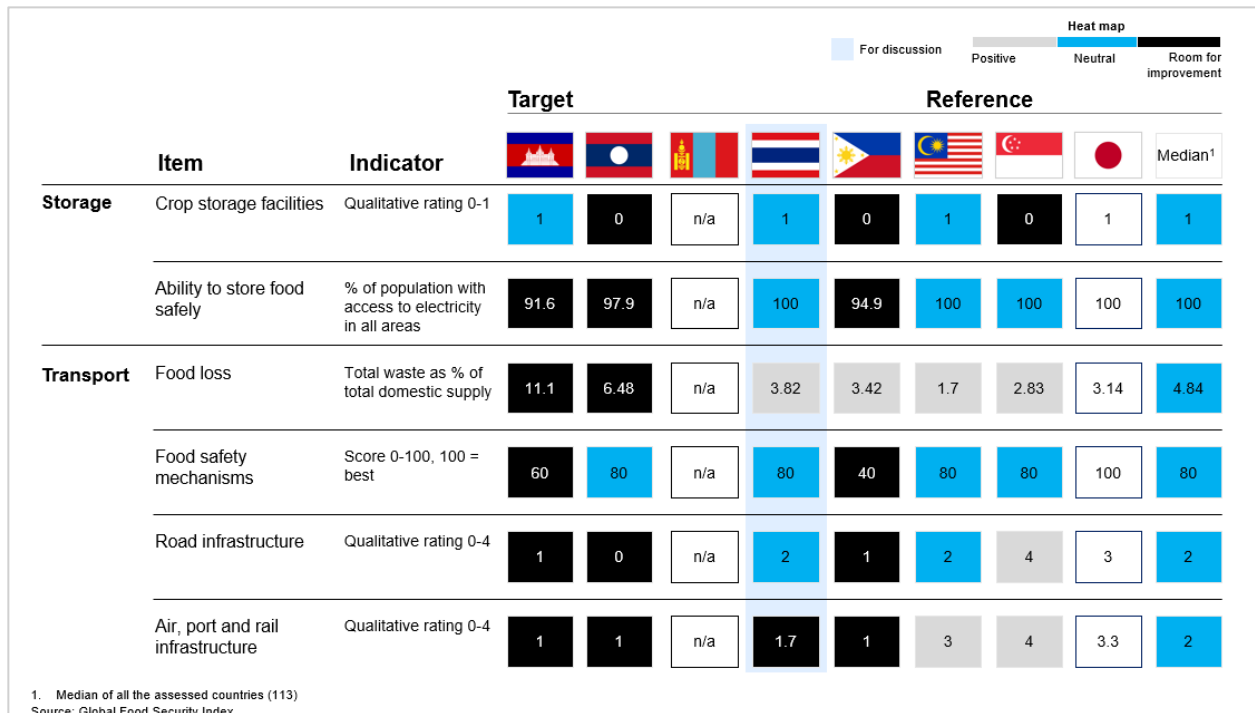 Heat map
For discussion
Positive
Neutral
Room for
improvement
Target
Reference
Item
Indicator
Median1
Storage
Crop storage facilities
Qualitative rating 0-1
1
0
n/a
1
0
1
0
1
1
Ability to store food
safely
% of population with
access to electricity
in all areas
91.6
97.9
n/a
100
94.9
100
100
100
100
Transport
Food loss
Total waste as % of
total domestic supply
11.1
6.48
n/a
3.82
3.42
1.7
2.83
3.14
4.84
Food safety
mechanisms
Score 0-100, 100 =
best
60
80
n/a
80
40
80
80
100
80
Road infrastructure
Qualitative rating 0-4
1
0
n/a
2
1
2
4
3
2
Air, port and rail
infrastructure
Qualitative rating 0-4
1
1
n/a
1.7
1
3
4
3.3
2
1. Median of all the assessed countries (113)
Source: Global Food Security Index